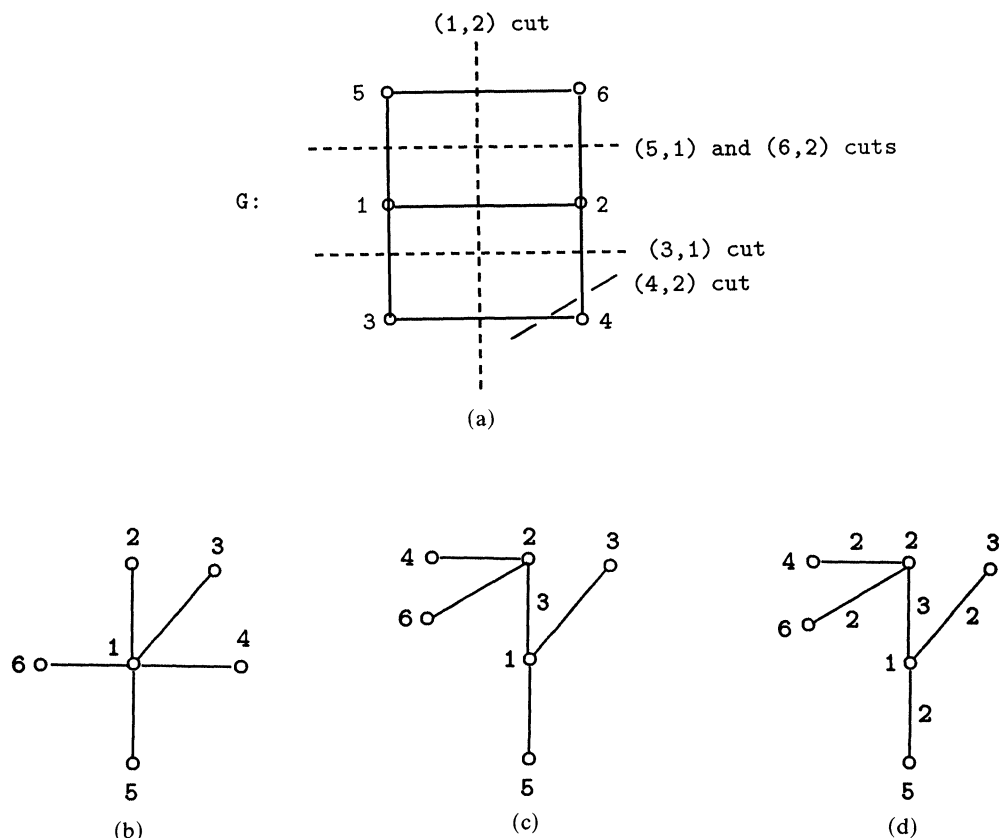 (1,2) cut
5 6
(5,1) and (6,2) cuts
G: 1 2
(3,1) cut
(4,2) cut
3 4
(a)
2 3
1 4
6
5
(b)
4 2 3
3
6
1
5
(c)
4 2 2 3
3 2
6 2
1
2
5
(d)